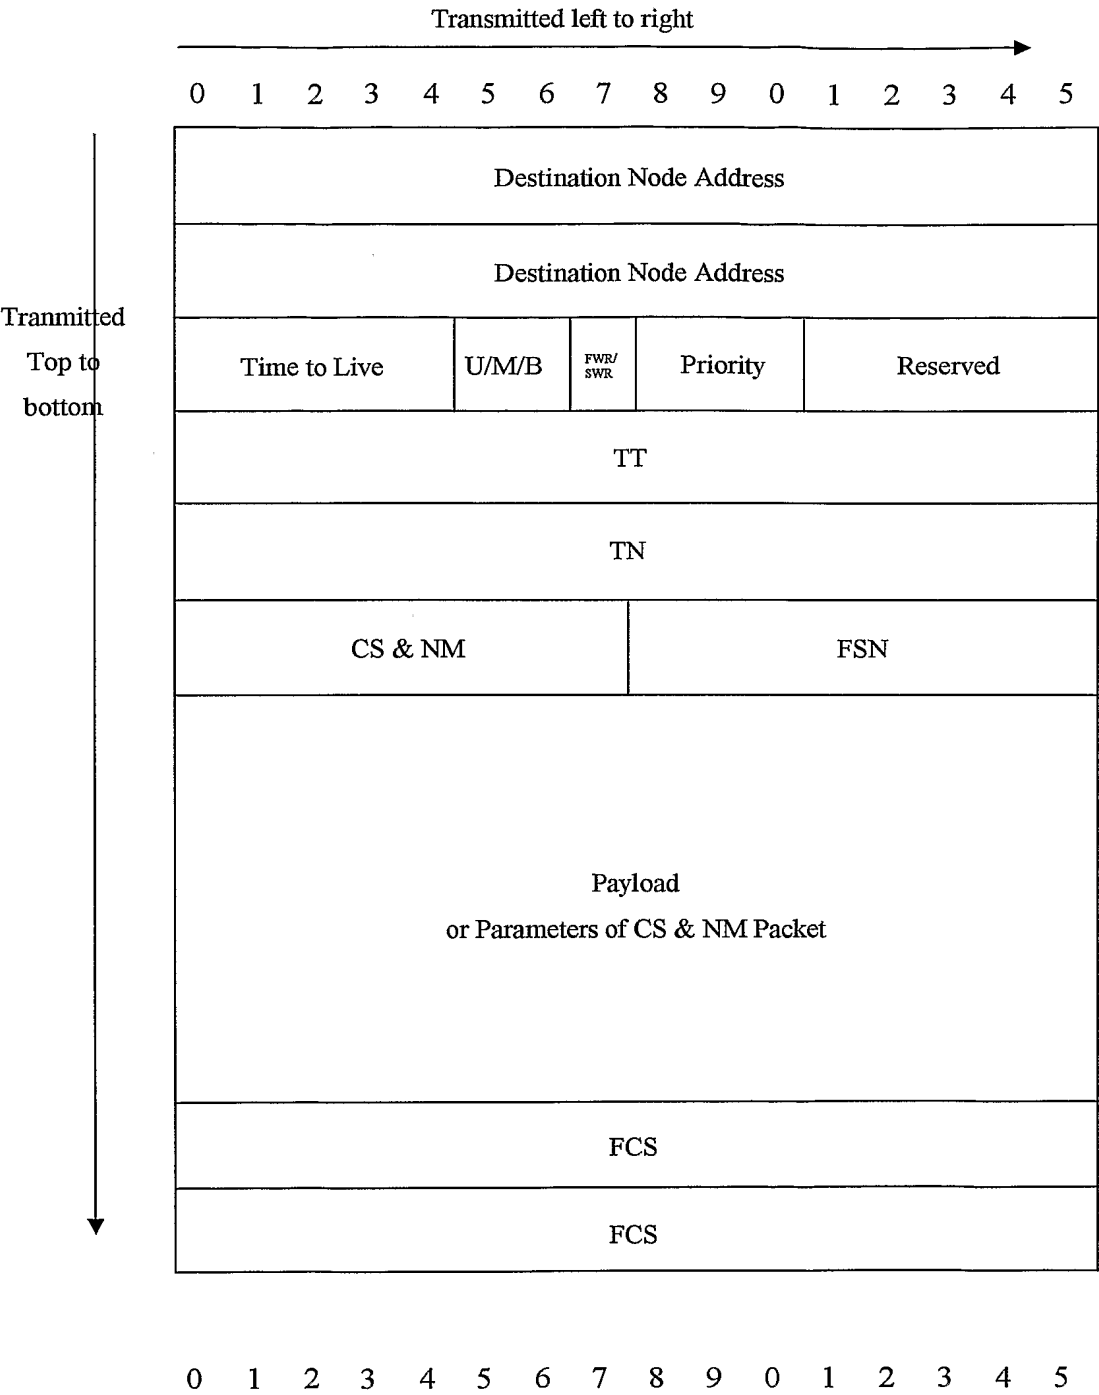 Transmitted left to right
0 1 2 3 4 5 6 7 8 9 0 1 2 3 4 5
Destination Node Address
Destination Node Address
Tranmitted
Top to
bottom
Time to Live U/M/B FWR/ SWR Priority Reserved
TT
TN
CS & NM FSN
Payload
or Parameters of CS & NM Packet
FCS
FCS
0 1 2 3 4 5 6 7 8 9 0 1 2 3 4 5